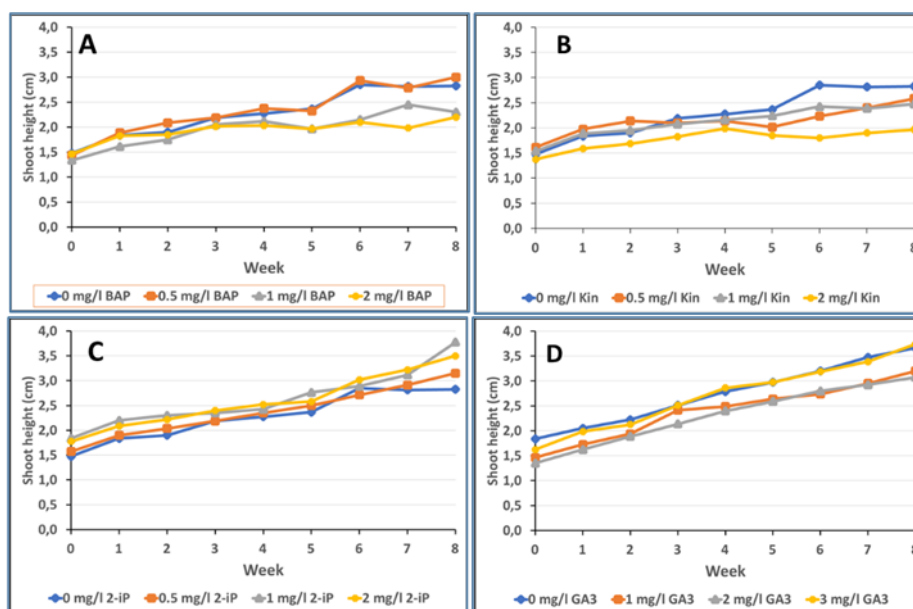 A
Shoot height (cm)
4,0
3,5
3,0
2,5
2,0
1,5
1,0
0,5
0,0
0 1 2 3 4 5 6 7 8
Week
0 mg/l BAP 0.5 mg/l BAP 1 mg/l BAP 2 mg/l BAP
B
Shoot height (cm)
4,0
3,5
3,0
2,5
2,0
1,5
1,0
0,5
0,0
0 1 2 3 4 5 6 7 8
Week
0 mg/l Kin 0.5 mg/l Kin 1 mg/l Kin 2 mg/l Kin
C
Shoot height (cm)
4,0
3,5
3,0
2,5
2,0
1,5
1,0
0,5
0,0
0 1 2 3 4 5 6 7 8
Week
0 mg/l 2-iP 0.5 mg/l 2-iP 1 mg/l 2-iP 2 mg/l 2-iP
D
Shoot height (cm)
4,0
3,5
3,0
2,5
2,0
1,5
1,0
0,5
0,0
0 1 2 3 4 5 6 7 8
Week
0 mg/l GA3 1 mg/l GA3 2 mg/l GA3 3 mg/l GA3